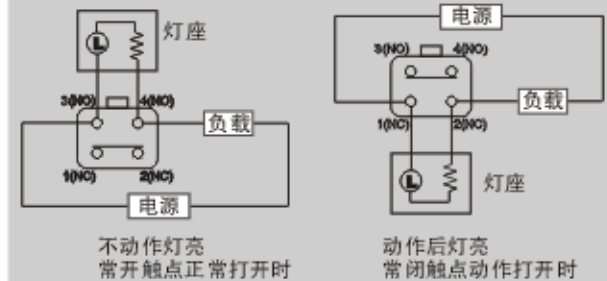 灯座
L
3(NO) 4(NO)
负载
1(NC) 2(NC)
电源
不动作灯亮
常开触点正常打开时
电源
3(NO) 4(NO)
负载
1(NC) 2(NC)
L
灯座
动作后灯亮
常闭触点动作打开时